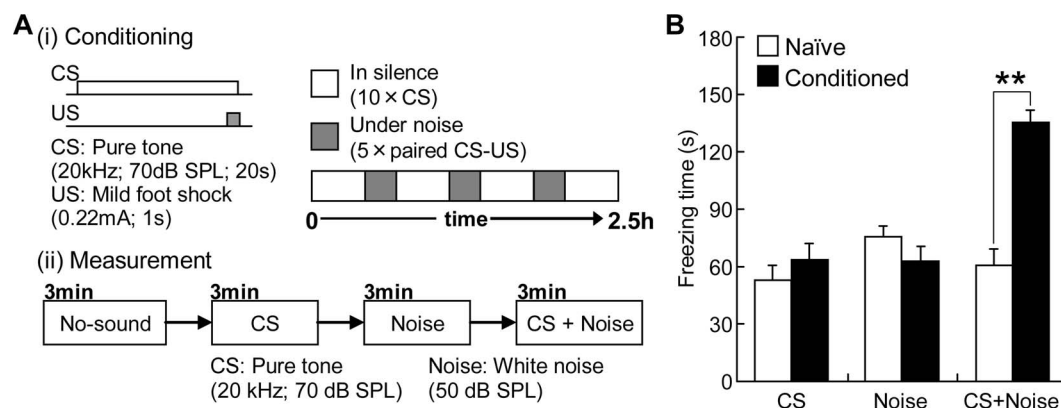 A
(i) Conditioning
CS
US
CS: Pure tone
(20kHz; 70dB SPL; 20s)
US: Mild foot shock
(0.22mA; 1s)
In silence
(10×CS)
Under noise
(5×paired CS-US)
0 time 2.5h
(ii) Measurement
3min 3min 3min 3min
No-sound CS Noise CS + Noise
CS: Pure tone
(20 kHz; 70 dB SPL)
Noise: White noise
(50 dB SPL)
B
Freezing time (s)
180
150
120
90
60
30
0
Naïve
Conditioned
**
CS Noise CS+Noise